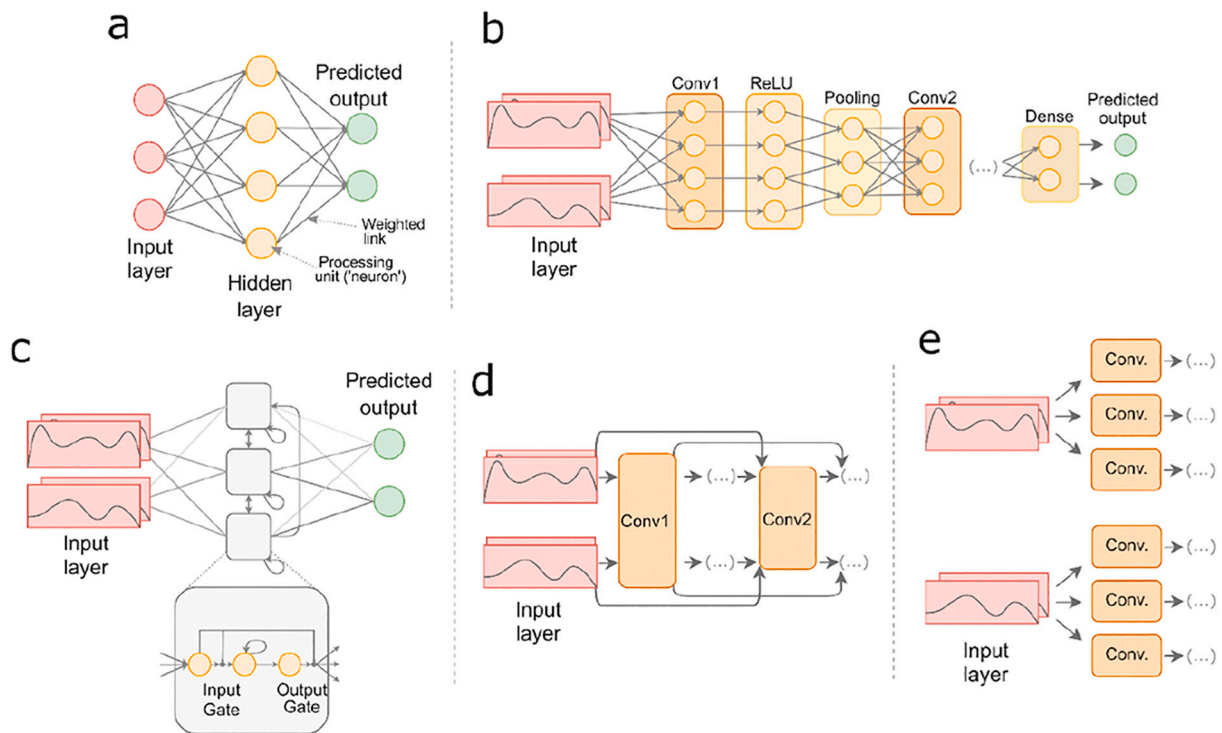 a
Predicted
output
Input
layer
Hidden
layer
Weighted
link
Processing
unit ('neuron')
b
Conv1
ReLU
Pooling
Conv2
(...)
Dense
Predicted
output
Input
layer
c
Predicted
output
Input
layer
Input
Gate
Output
Gate
d
Conv1
(...)
Conv2
(...)
(...)
(...)
Input
layer
e
Conv.
(...)
Conv.
(...)
Conv.
(...)
Conv.
(...)
Conv.
(...)
Conv.
(...)
Input
layer